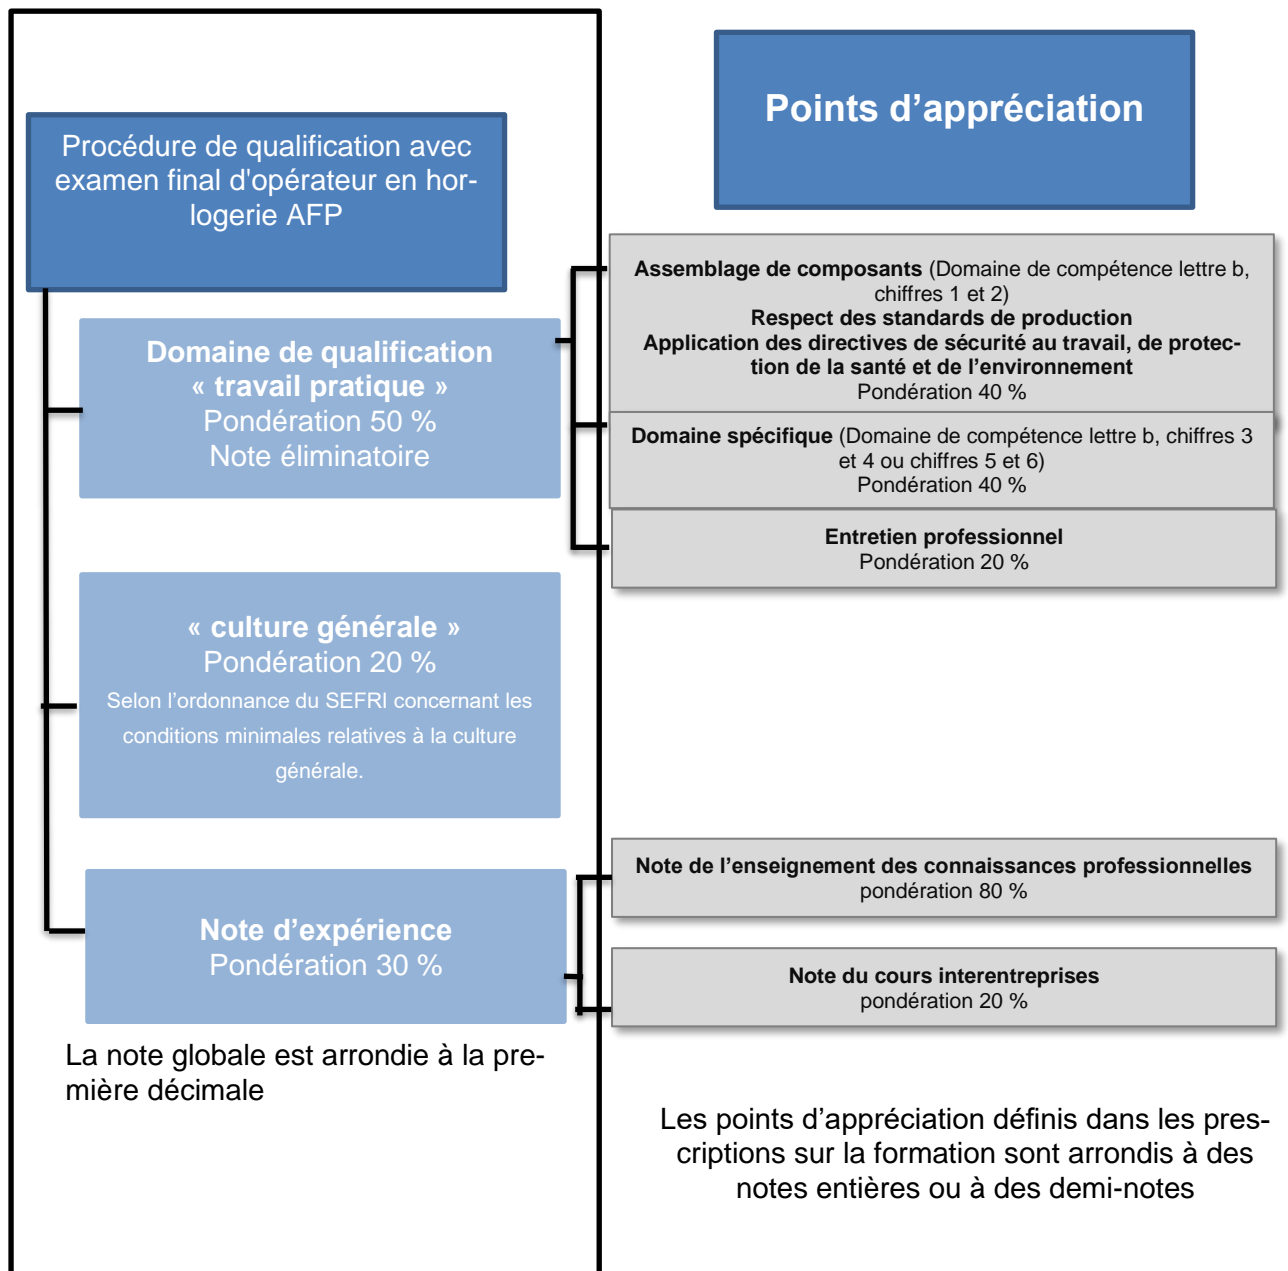 Procédure de qualification avec
examen final d'opérateur en hor-
logerie AFP
Points d’appréciation
Domaine de qualification
« travail pratique »
Pondération 50 %
Note éliminatoire
Assemblage de composants (Domaine de compétence lettre b,
chiffres 1 et 2)
Respect des standards de production
Application des directives de sécurité au travail, de protec-
tion de la santé et de l’environnement
Pondération 40 %
Domaine spécifique (Domaine de compétence lettre b, chiffres 3
et 4 ou chiffres 5 et 6)
Pondération 40 %
Entretien professionnel
Pondération 20 %
« culture générale »
Pondération 20 %
Selon l’ordonnance du SEFRI concernant les
conditions minimales relatives à la culture
générale.
Note d’expérience
Pondération 30 %
Note de l’enseignement des connaissances professionnelles
pondération 80 %
Note du cours interentreprises
pondération 20 %
La note globale est arrondie à la pre-
mière décimale
Les points d’appréciation définis dans les pres-
criptions sur la formation sont arrondis à des
notes entières ou à des demi-notes